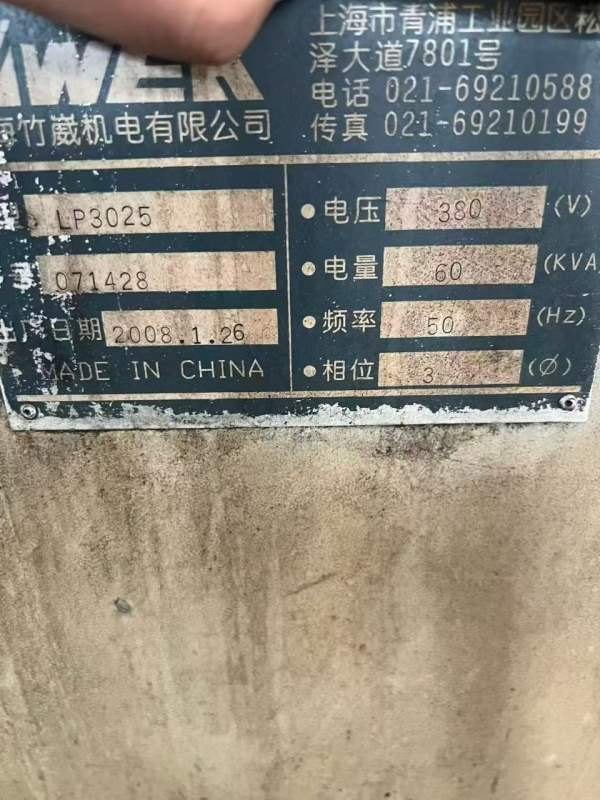 上海市青浦工业园区松
泽大道7801号
电话 021-69210588
传真 021-69210199
WER
海竹崴机电有限公司
LP3025
071428
出厂日期 2008.1.26
MADE IN CHINA
电压 380 (V)
电量 60 (KVA)
频率 50 (Hz)
相位 3 (Ø)